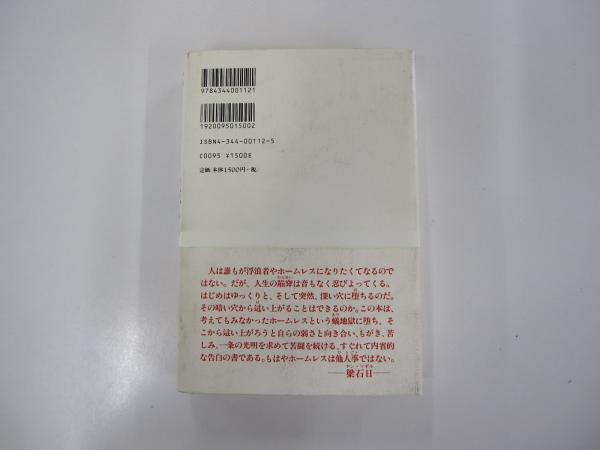 9784344001121
1920095015002
ISBN4-344-00112-5
C0095 ¥1500E
定価(本体1500円+税)
人は誰もが浮浪者やホームレスになりたくてなるので
はない。だが、人生の陥穽は音もなく忍びよってくる。
はじめはゆっくりと、そして突然、深い穴に堕ちるのだ。
その暗い穴から這い上がることはできるのか。この本は、
考えてもみなかったホームレスという蟻地獄に堕ち、そ
こから這い上がろうと自らの弱さと向き合い、もがき、苦
しみ、一条の光明を求めて苦闘を続ける、すぐれて内省的
な告白の書である。もはやホームレスは他人事ではない。
ヤン・ソギル
──梁石日──